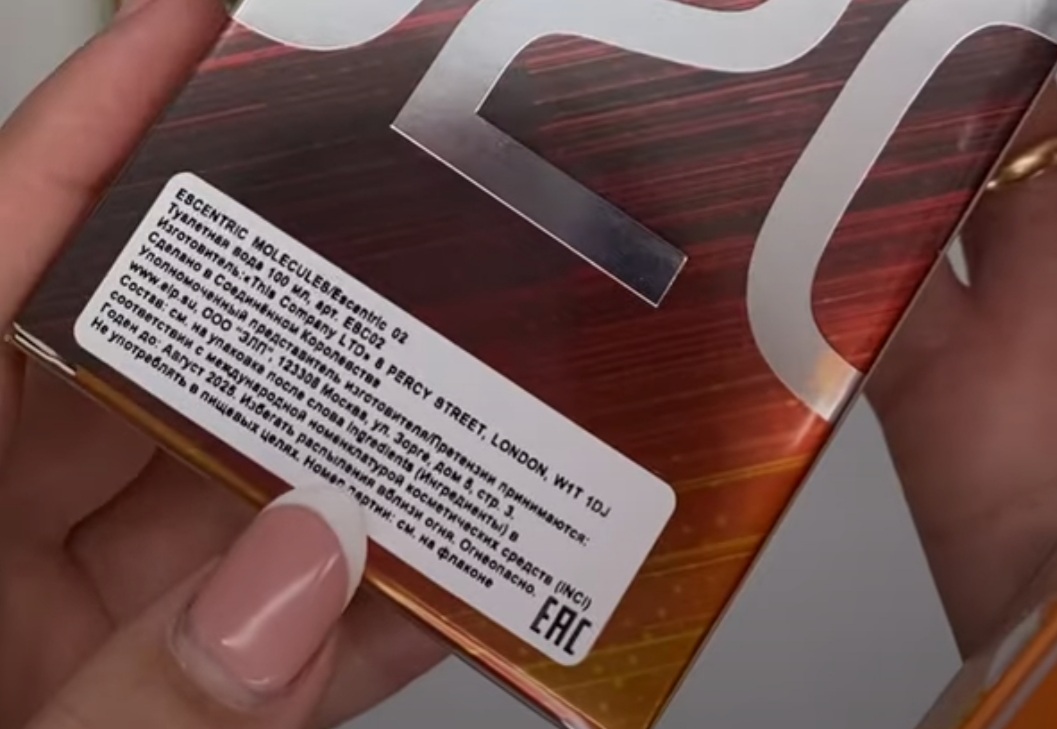 ESCENTRIC MOLECULES/Escentric 02
Туалетная вода 100 мл, арт. ESC02
Изготовитель:«This Company LTD» 8 PERCY STREET, LONDON, W1T 1DJ
Сделано в Соединённом Королевстве
Уполномоченный представитель изготовителя/Претензии принимаются:
www.elp.su, ООО "ЭЛП", 123308 Москва, ул. Зорге, дом 8, стр. 3.
Состав: см. на упаковке после слова Ingredients (Ингредиенты) в
соответствии с международной номенклатурой косметических средств (INCI)
Годен до: Август 2025. Избегать распыления вблизи огня. Огнеопасно.
Не употреблять в пищевых целях. Номер партии: см. на флаконе
EAC